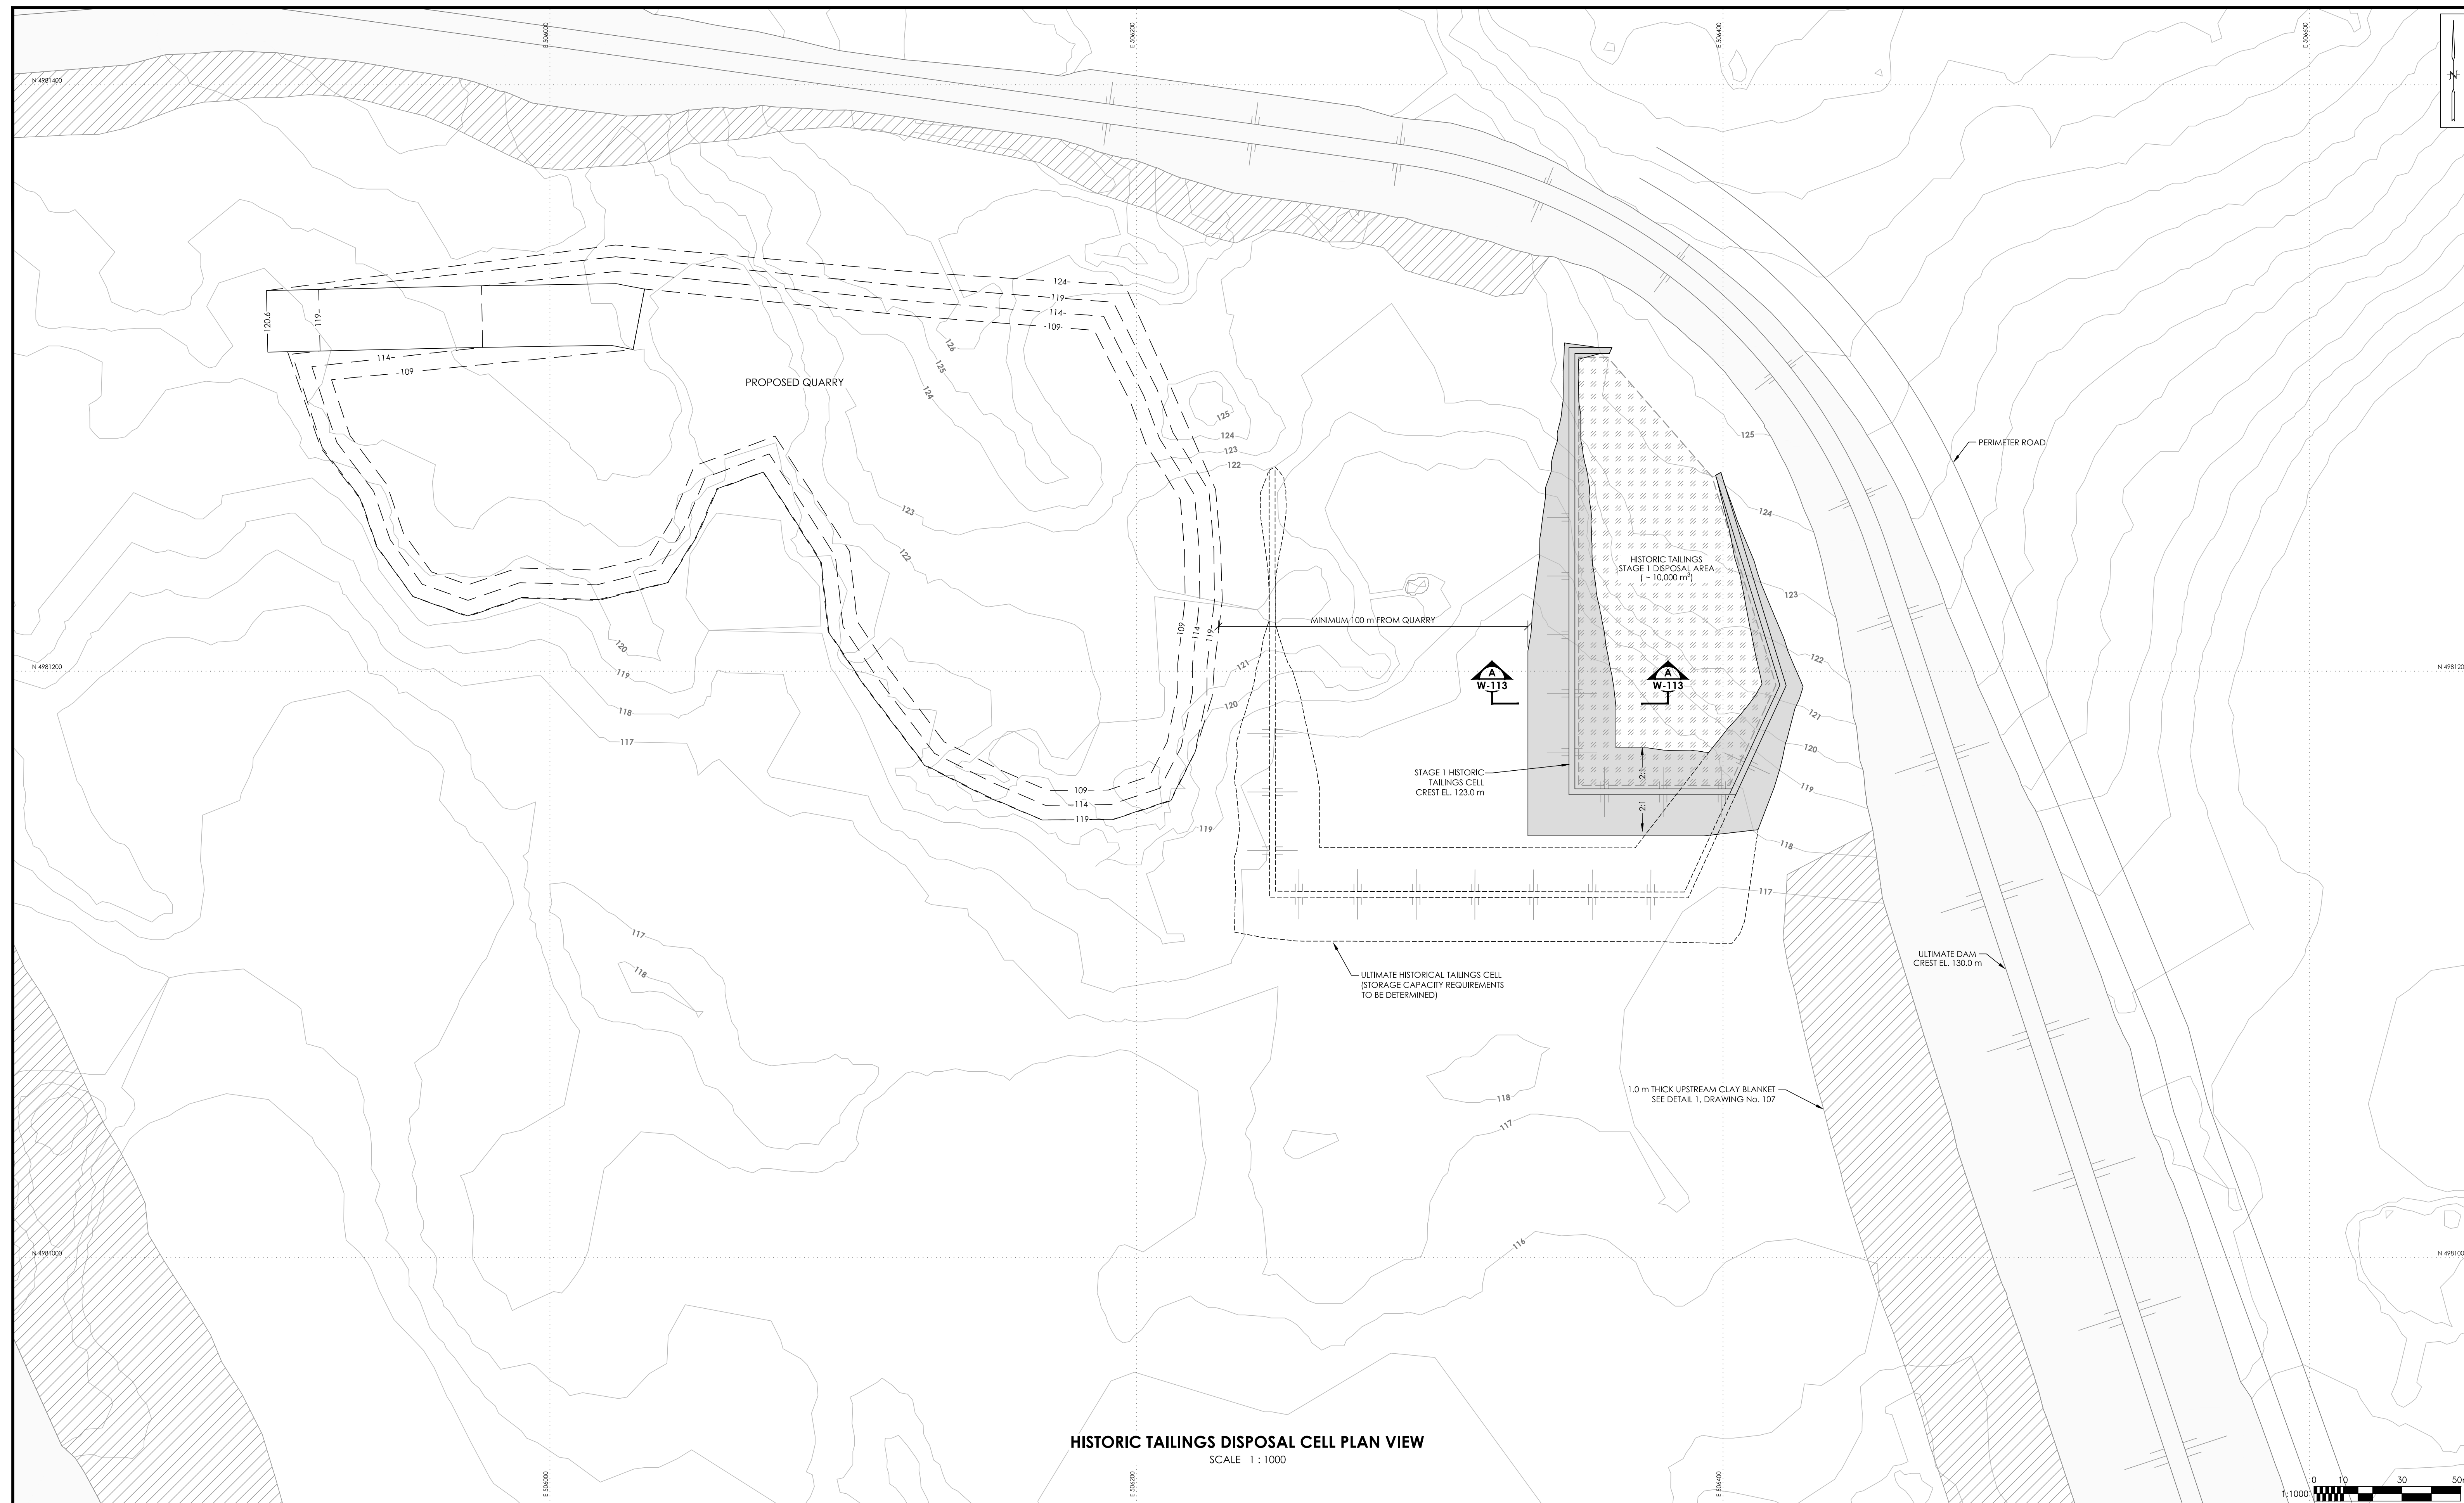 E 506000
E 506200
E 506400
E 506600
N 4981400
N
124
119
114
109
120.6
119
114
109
126
125
124
PROPOSED QUARRY
125
124
123
122
125
PERIMETER ROAD
123
124
122
HISTORIC TAILINGS
STAGE 1 DISPOSAL AREA
( ~ 10,000 m³)
123
MINIMUM 100 m FROM QUARRY
109
114
119
120
119
118
117
121
120
N 4981200
N 498120
A
W-113
A
W-113
122
121
120
119
118
117
STAGE 1 HISTORIC
TAILINGS CELL
CREST EL. 123.0 m
2:1
2:1
109
114
119
119
117
118
ULTIMATE DAM
CREST EL. 130.0 m
ULTIMATE HISTORICAL TAILINGS CELL
(STORAGE CAPACITY REQUIREMENTS
TO BE DETERMINED)
1.0 m THICK UPSTREAM CLAY BLANKET
SEE DETAIL 1, DRAWING No. 107
118
117
116
N 4981000
N 498100
HISTORIC TAILINGS DISPOSAL CELL PLAN VIEW
SCALE 1 : 1000
E 506000
E 506200
E 506400
0 10 30
1:1000